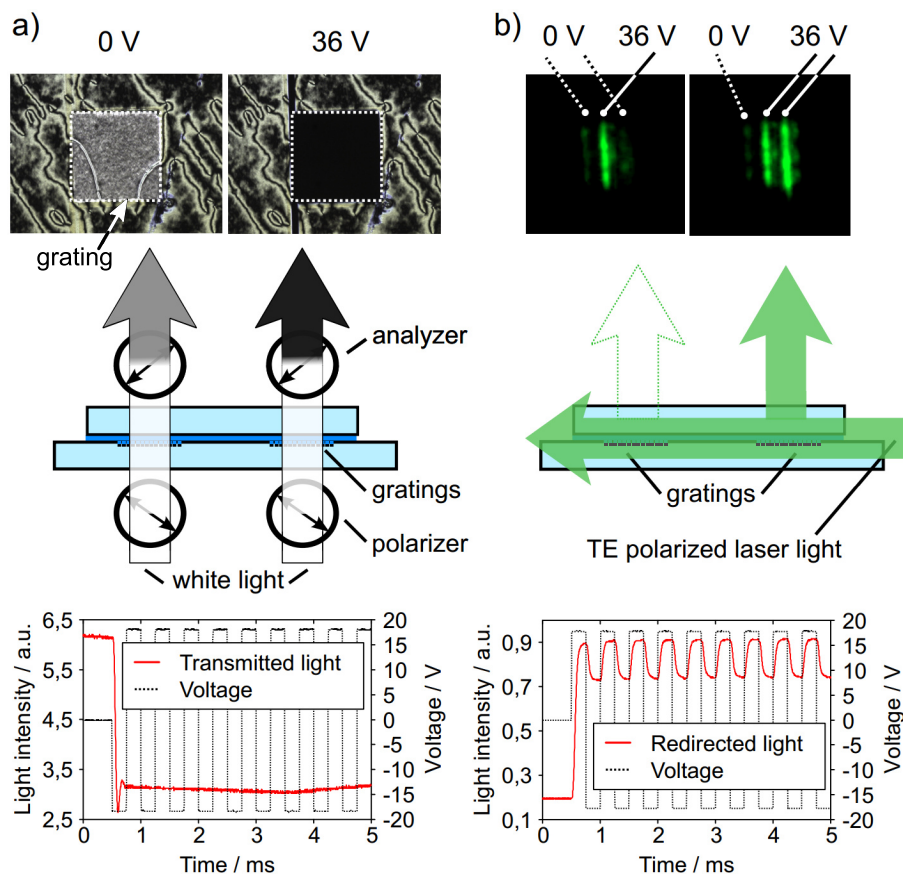 a)
0 V
36 V
grating
analyzer
gratings
polarizer
white light
6,5
5,5
4,5
3,5
2,5
Light intensity / a.u.
20
15
10
5
0
-5
-10
-15
-20
Voltage / V
Transmitted light
Voltage
0
1
2
3
4
5
Time / ms
b)
0 V
36 V
0 V
36 V
gratings
TE polarized laser light
0,9
0,7
0,5
0,3
0,1
Light intensity / a.u.
20
15
10
5
0
-5
-10
-15
-20
Voltage / V
Redirected light
Voltage
0
1
2
3
4
5
Time / ms